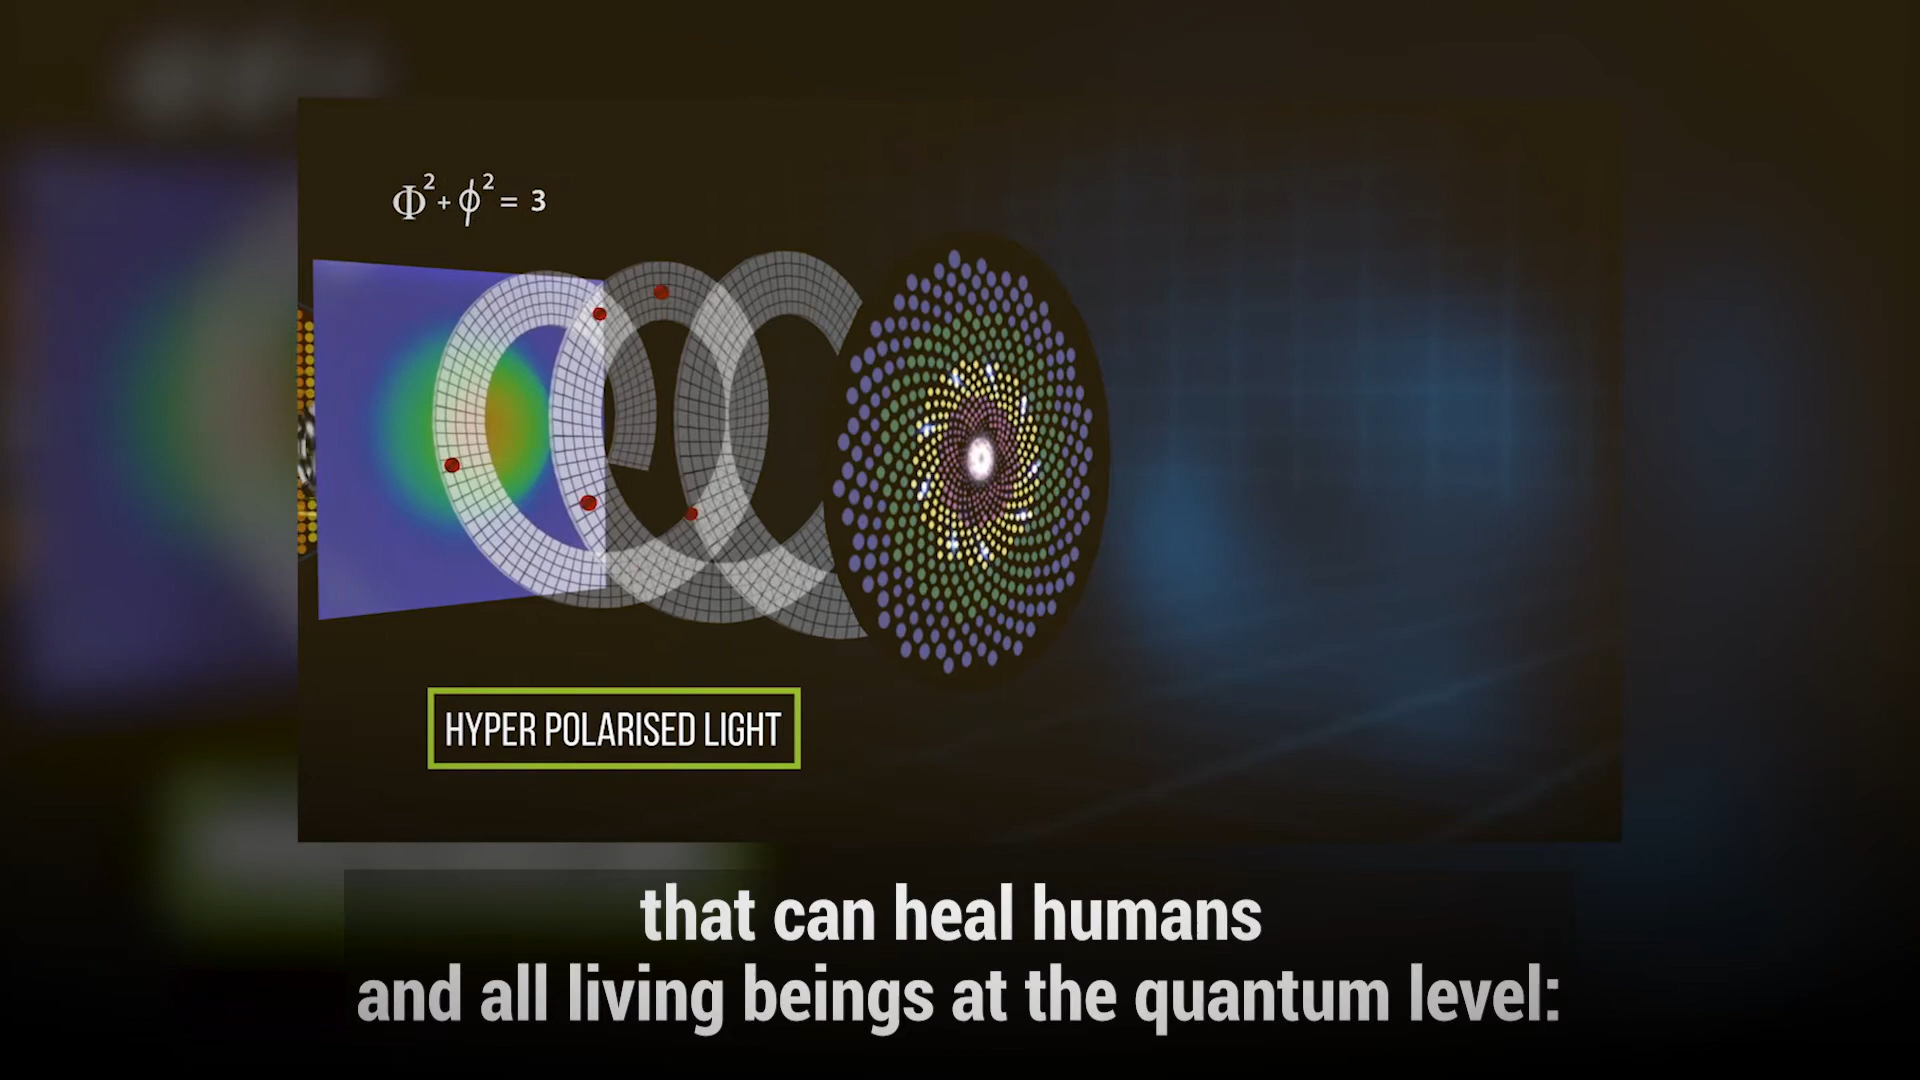 Φ² + ϕ² = 3
HYPER POLARISED LIGHT
that can heal humans
and all living beings at the quantum level: